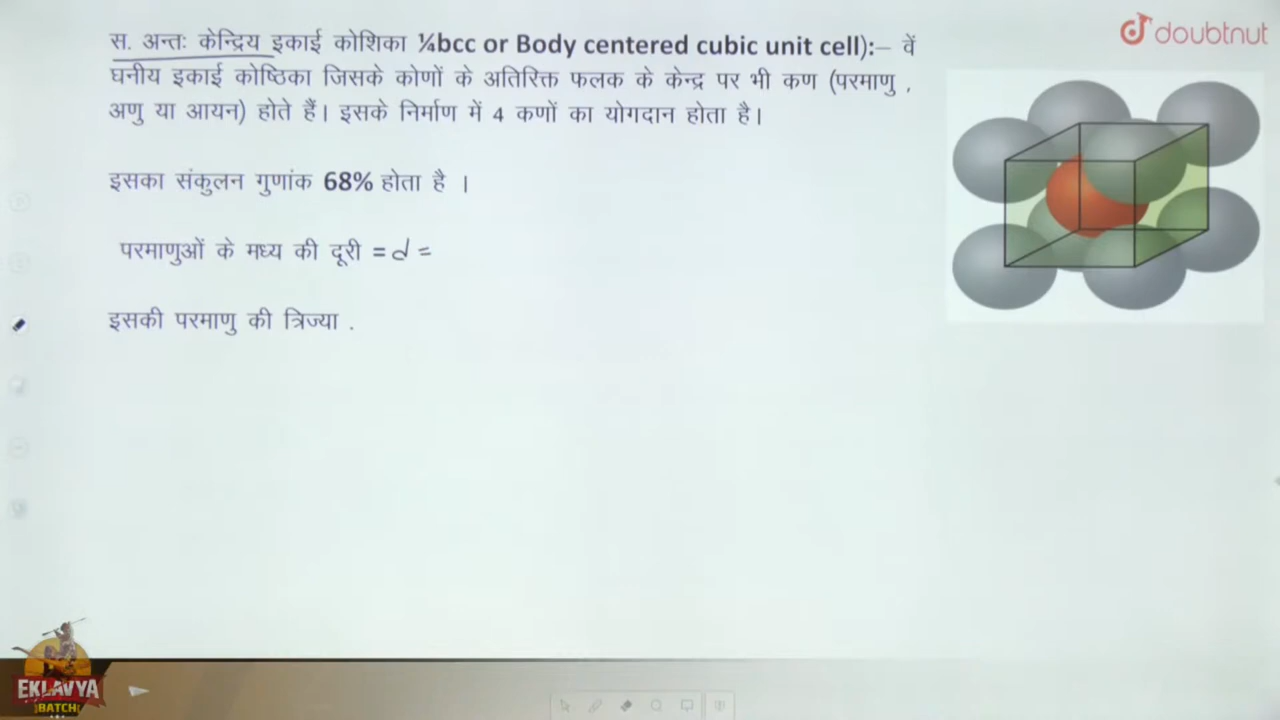 स. अन्तः केन्द्रिय इकाई कोशिका ¼bcc or Body centered cubic unit cell):– वें
घनीय इकाई कोष्ठिका जिसके कोणों के अतिरिक्त फलक के केन्द्र पर भी कण (परमाणु ,
अणु या आयन) होते हैं। इसके निर्माण में 4 कणों का योगदान होता है।
इसका संकुलन गुणांक 68% होता है ।
परमाणुओं के मध्य की दूरी = d =
इसकी परमाणु की त्रिज्या .
doubtnut
EKLAVYA
BATCH